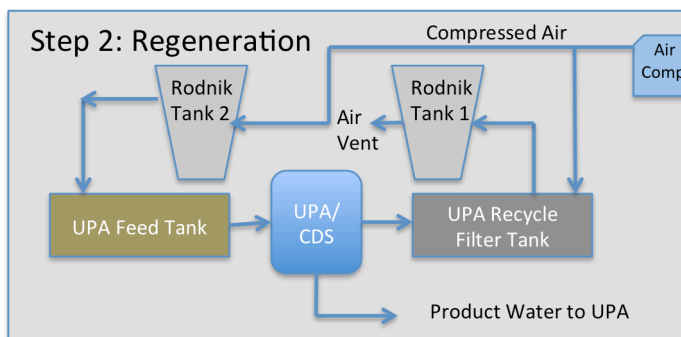 Step 2: Regeneration
Compressed Air
Air
Comp
Rodnik
Tank 2
Rodnik
Tank 1
Air
Vent
UPA Feed Tank
UPA/
CDS
UPA Recycle
Filter Tank
Product Water to UPA